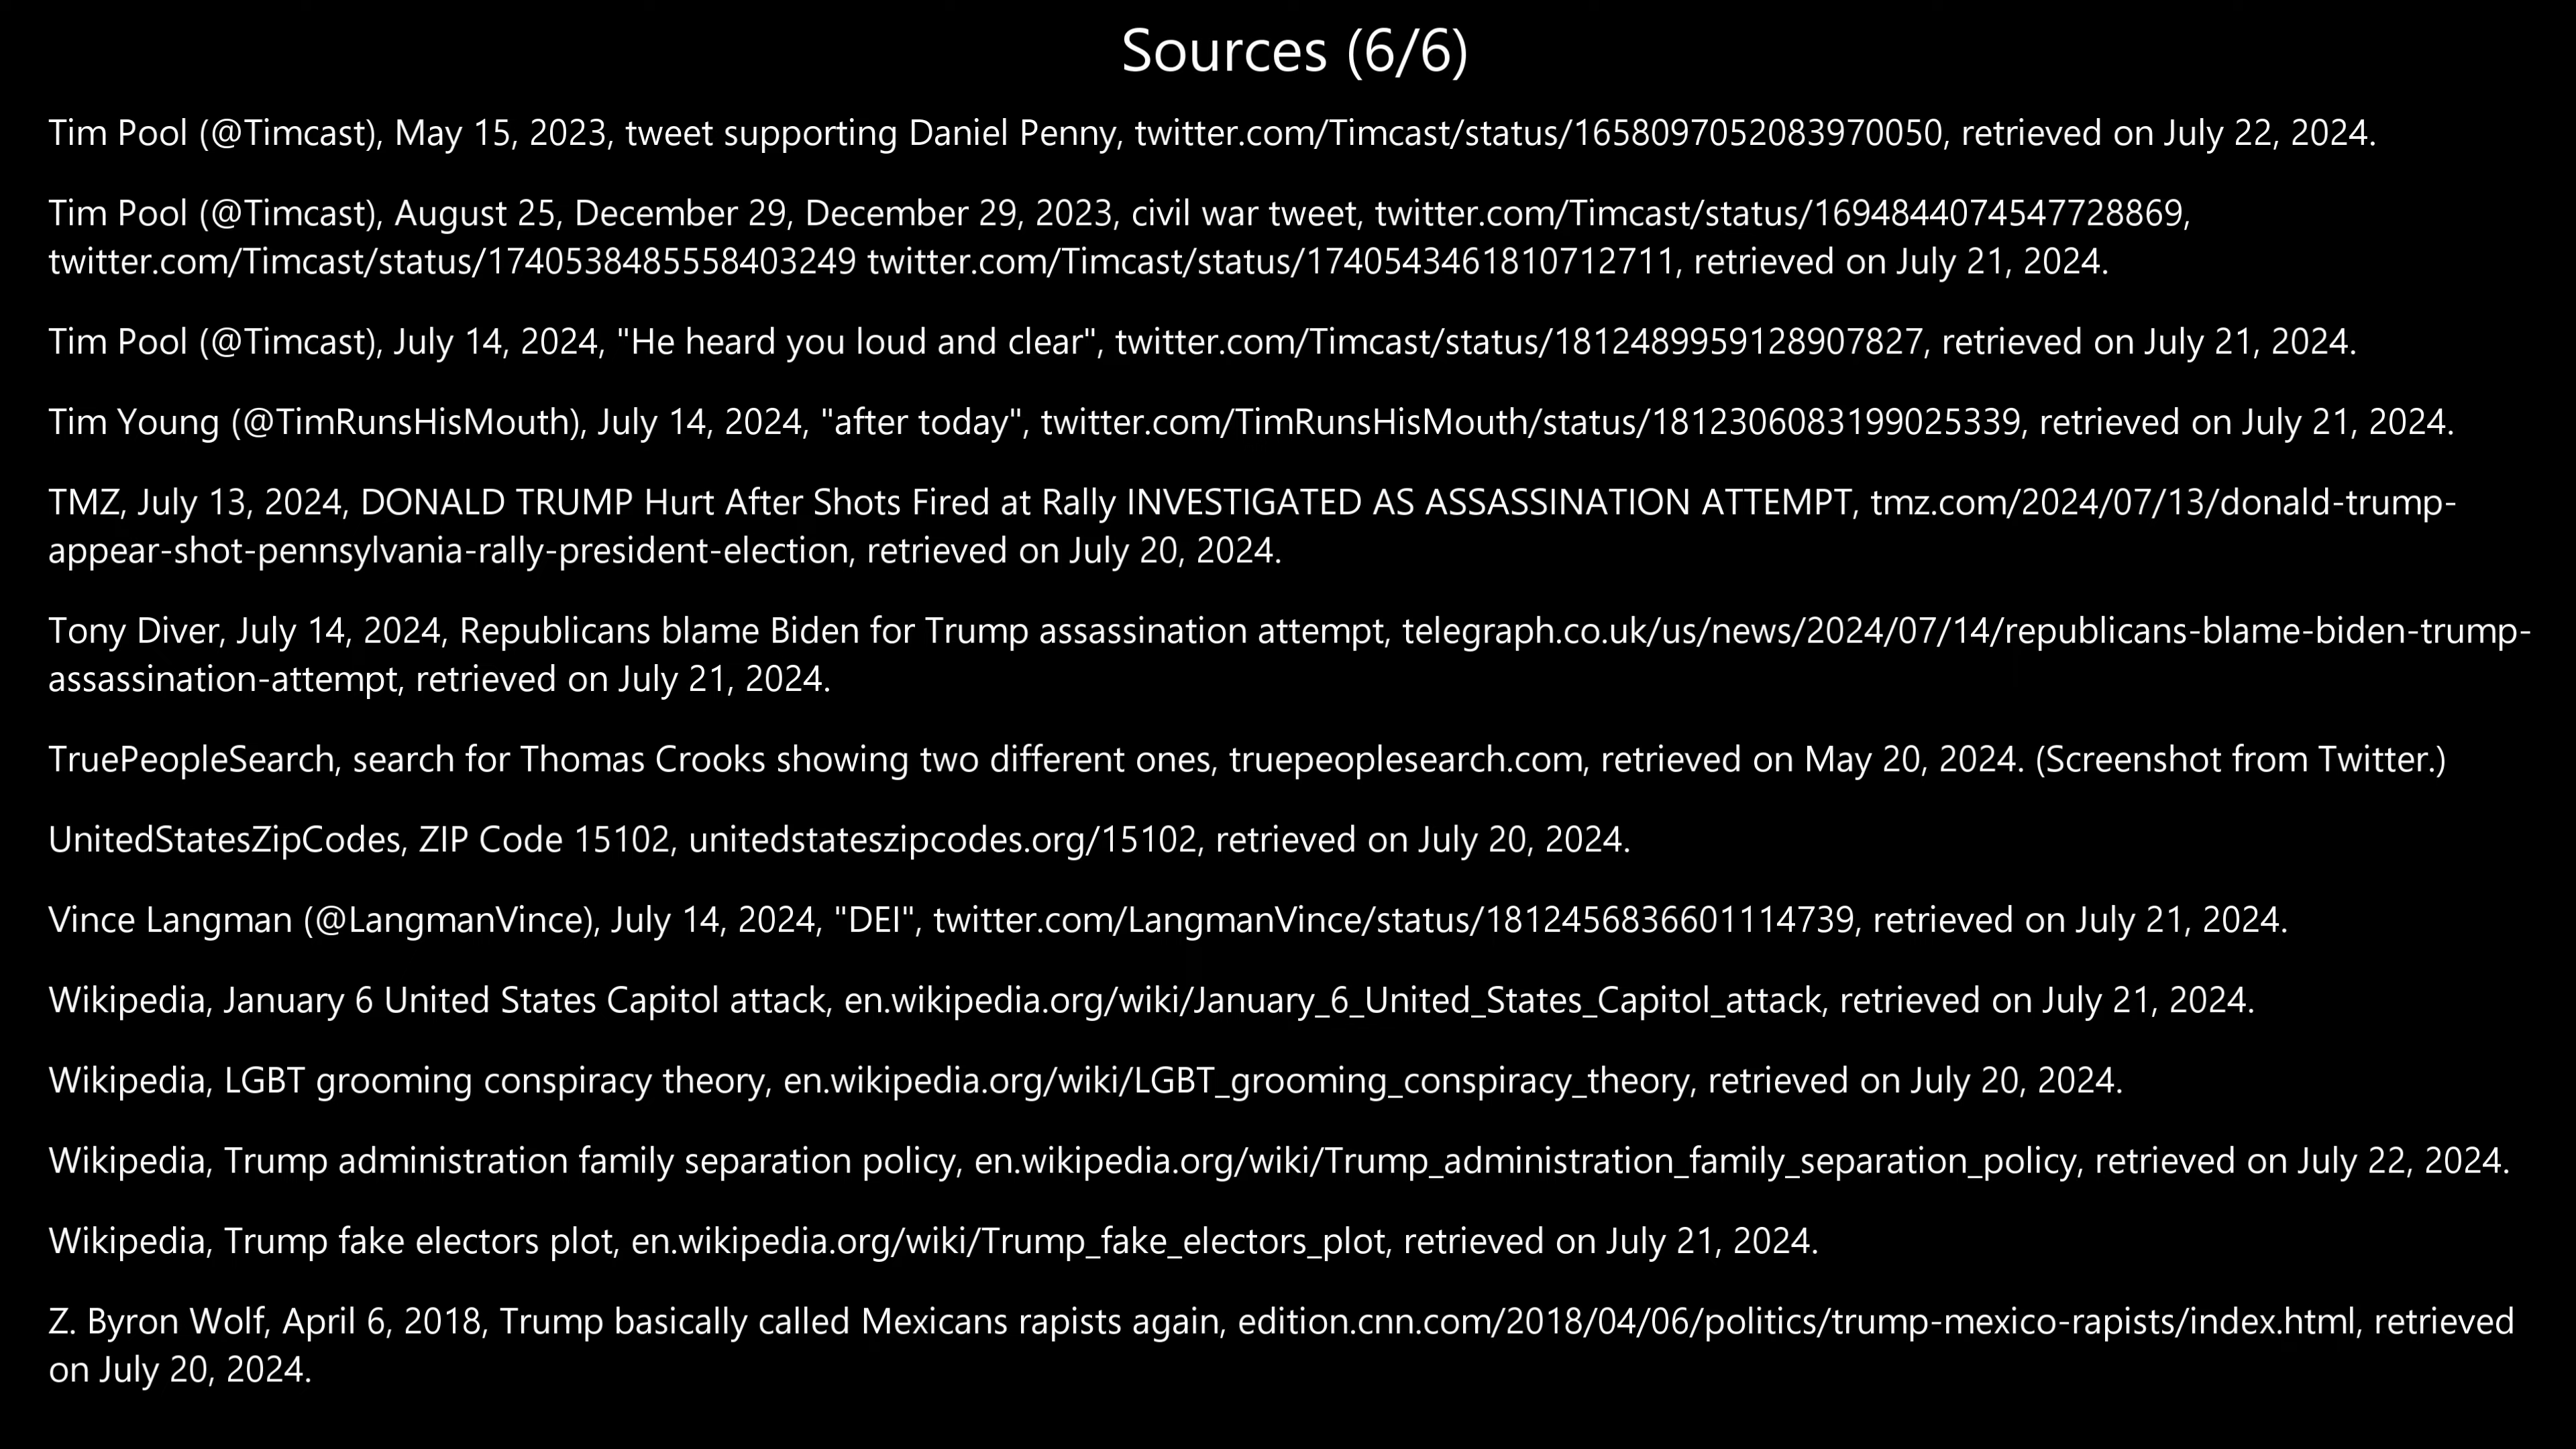 Sources (6/6)
Tim Pool (@Timcast), May 15, 2023, tweet supporting Daniel Penny, twitter.com/Timcast/status/1658097052083970050, retrieved on July 22, 2024.
Tim Pool (@Timcast), August 25, December 29, December 29, 2023, civil war tweet, twitter.com/Timcast/status/1694844074547728869,
twitter.com/Timcast/status/1740538485558403249 twitter.com/Timcast/status/1740543461810712711, retrieved on July 21, 2024.
Tim Pool (@Timcast), July 14, 2024, "He heard you loud and clear", twitter.com/Timcast/status/1812489959128907827, retrieved on July 21, 2024.
Tim Young (@TimRunsHisMouth), July 14, 2024, "after today", twitter.com/TimRunsHisMouth/status/1812306083199025339, retrieved on July 21, 2024.
TMZ, July 13, 2024, DONALD TRUMP Hurt After Shots Fired at Rally INVESTIGATED AS ASSASSINATION ATTEMPT, tmz.com/2024/07/13/donald-trump-
appear-shot-pennsylvania-rally-president-election, retrieved on July 20, 2024.
Tony Diver, July 14, 2024, Republicans blame Biden for Trump assassination attempt, telegraph.co.uk/us/news/2024/07/14/republicans-blame-biden-trump-
assassination-attempt, retrieved on July 21, 2024.
TruePeopleSearch, search for Thomas Crooks showing two different ones, truepeoplesearch.com, retrieved on May 20, 2024. (Screenshot from Twitter.)
UnitedStatesZipCodes, ZIP Code 15102, unitedstateszipcodes.org/15102, retrieved on July 20, 2024.
Vince Langman (@LangmanVince), July 14, 2024, "DEI", twitter.com/LangmanVince/status/1812456836601114739, retrieved on July 21, 2024.
Wikipedia, January 6 United States Capitol attack, en.wikipedia.org/wiki/January_6_United_States_Capitol_attack, retrieved on July 21, 2024.
Wikipedia, LGBT grooming conspiracy theory, en.wikipedia.org/wiki/LGBT_grooming_conspiracy_theory, retrieved on July 20, 2024.
Wikipedia, Trump administration family separation policy, en.wikipedia.org/wiki/Trump_administration_family_separation_policy, retrieved on July 22, 2024.
Wikipedia, Trump fake electors plot, en.wikipedia.org/wiki/Trump_fake_electors_plot, retrieved on July 21, 2024.
Z. Byron Wolf, April 6, 2018, Trump basically called Mexicans rapists again, edition.cnn.com/2018/04/06/politics/trump-mexico-rapists/index.html, retrieved
on July 20, 2024.